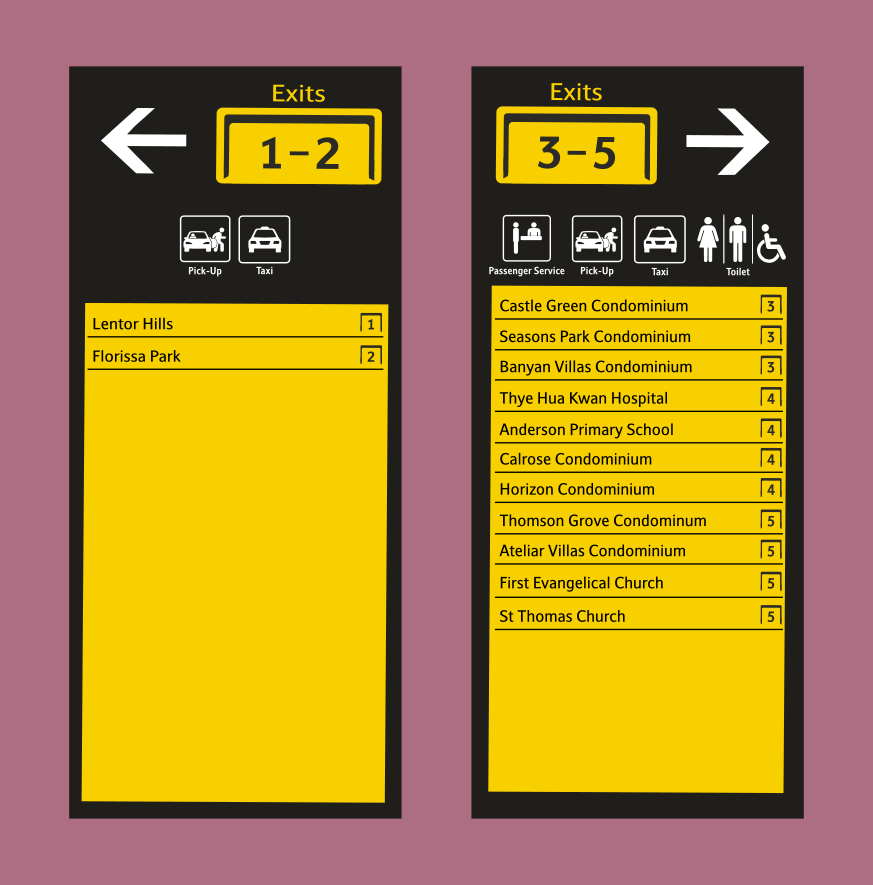 Exits
1-2
Pick-Up
Taxi
Lentor Hills 1
Florissa Park 2
Exits
3-5
Passenger Service
Pick-Up
Taxi
Toilet
Castle Green Condominium 3
Seasons Park Condominium 3
Banyan Villas Condominium 3
Thye Hua Kwan Hospital 4
Anderson Primary School 4
Calrose Condominium 4
Horizon Condominium 4
Thomson Grove Condominum 5
Ateliar Villas Condominium 5
First Evangelical Church 5
St Thomas Church 5